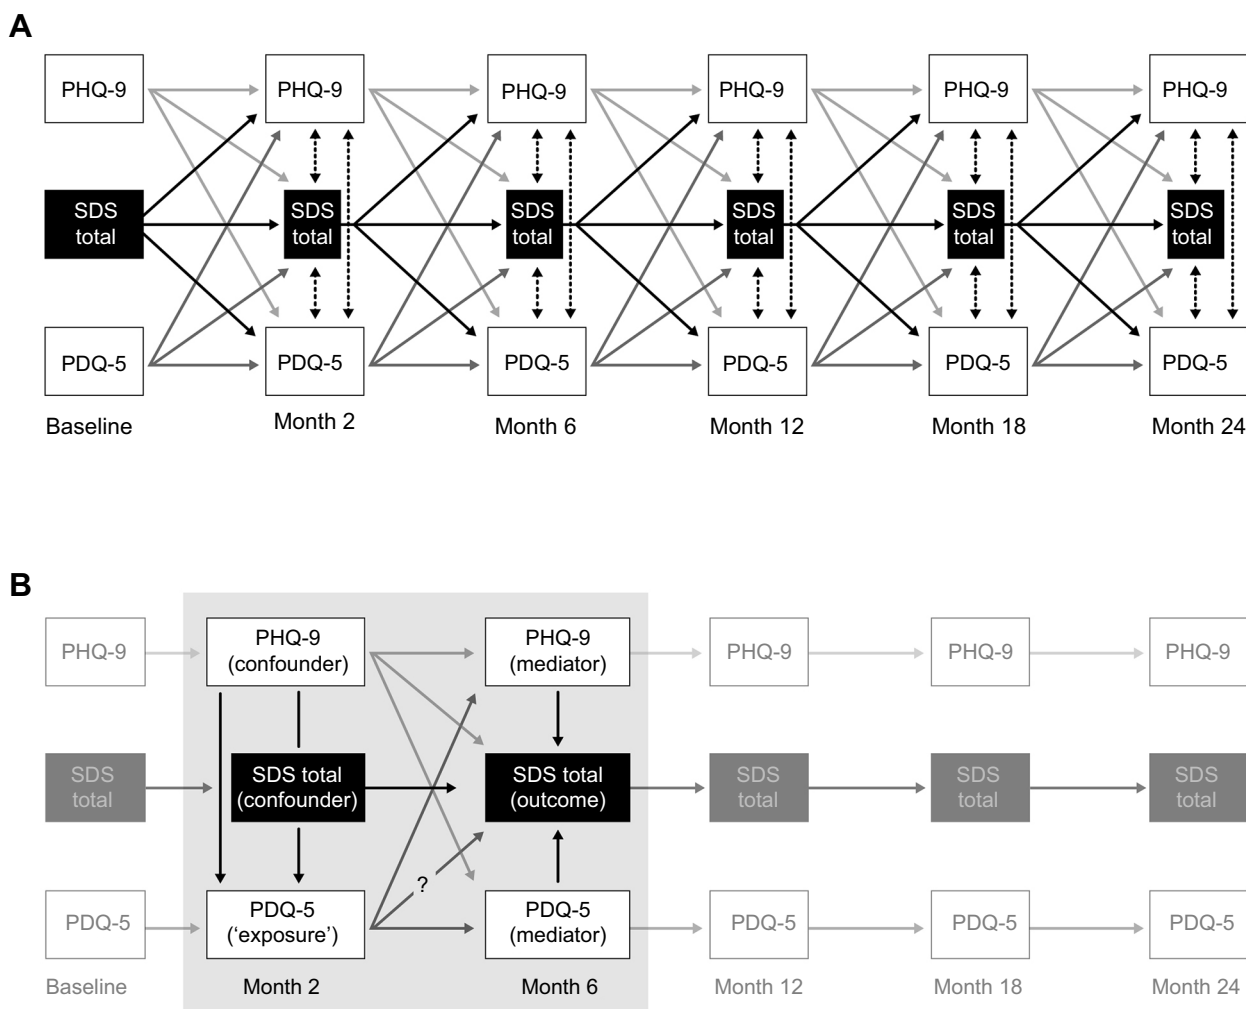 A
PHQ-9 PHQ-9 PHQ-9 PHQ-9 PHQ-9 PHQ-9
SDS SDS SDS SDS SDS SDS
total total total total total total
PDQ-5 PDQ-5 PDQ-5 PDQ-5 PDQ-5 PDQ-5
Baseline Month 2 Month 6 Month 12 Month 18 Month 24
B
PHQ-9 PHQ-9 PHQ-9 PHQ-9 PHQ-9 PHQ-9
(confounder) (mediator)
SDS SDS total SDS total SDS SDS SDS
total (confounder) (outcome) total total total
?
PDQ-5 PDQ-5 PDQ-5 PDQ-5 PDQ-5 PDQ-5
(‘exposure’) (mediator)
Baseline Month 2 Month 6 Month 12 Month 18 Month 24